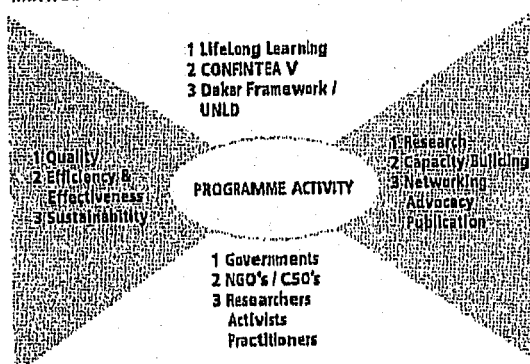 1 LifeLong Learning
2 CONFINTEA V
3 Dakar Framework /
UNLD
1 Quality
2 Efficiency &
Effectiveness
3 Sustainability
PROGRAMME ACTIVITY
1 Research
2 Capacity Building
3 Networking
Advocacy
Publication
1 Governments
2 NGO's / CSO's
3 Researchers
Activists
Practitioners